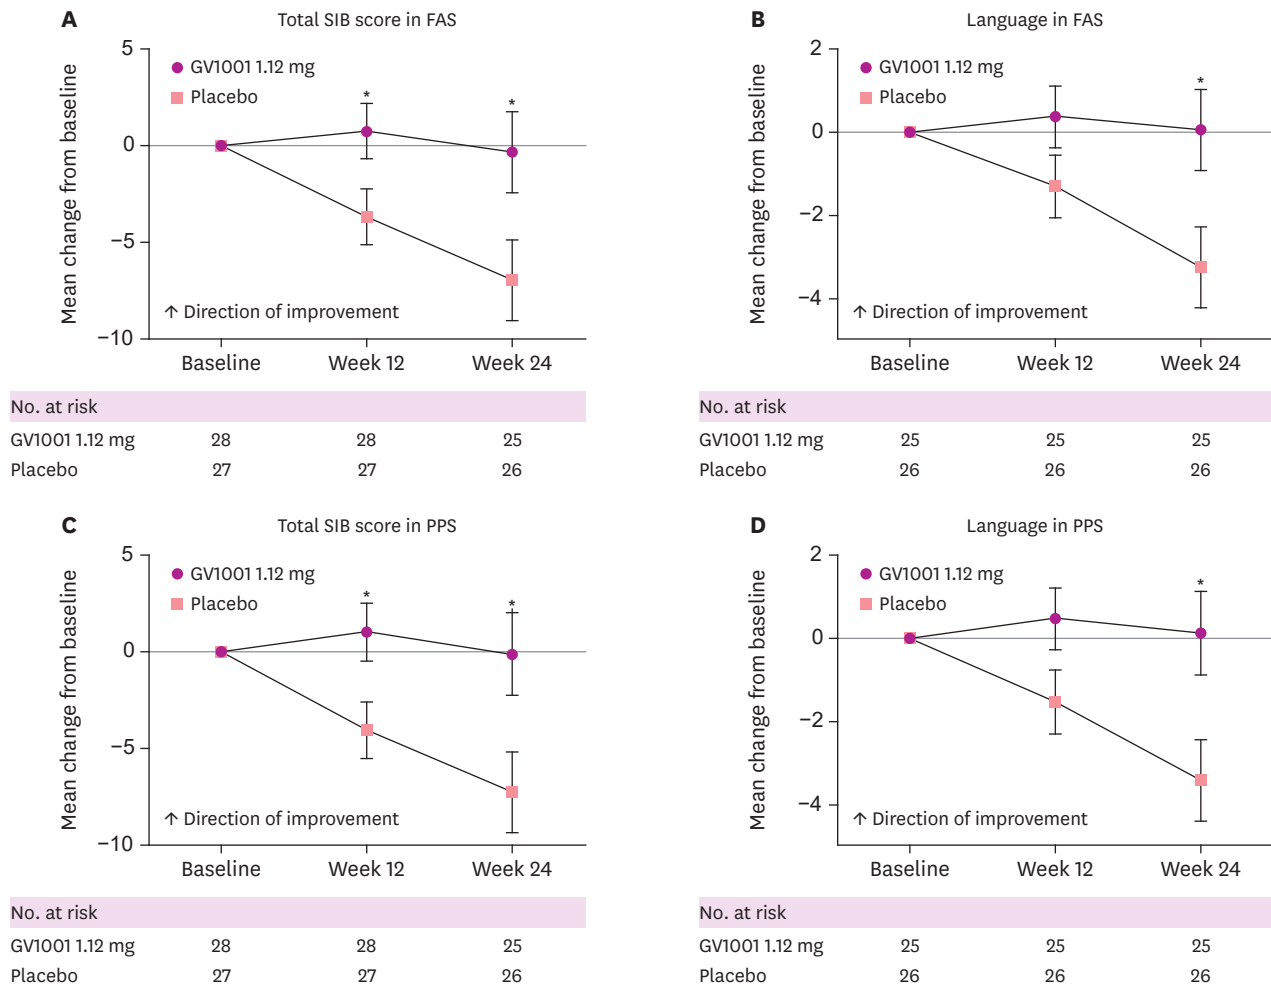 A Total SIB score in FAS
5
GV1001 1.12 mg
Placebo
* *
0
−5
−10
Mean change from baseline
↑ Direction of improvement
Baseline Week 12 Week 24
No. at risk
GV1001 1.12 mg 28 28 25
Placebo 27 27 26
B Language in FAS
2
GV1001 1.12 mg
Placebo
*
0
−2
−4
Mean change from baseline
↑ Direction of improvement
Baseline Week 12 Week 24
No. at risk
GV1001 1.12 mg 25 25 25
Placebo 26 26 26
C Total SIB score in PPS
5
GV1001 1.12 mg
Placebo
* *
0
−5
−10
Mean change from baseline
↑ Direction of improvement
Baseline Week 12 Week 24
No. at risk
GV1001 1.12 mg 28 28 25
Placebo 27 27 26
D Language in PPS
2
GV1001 1.12 mg
Placebo
*
0
−2
−4
Mean change from baseline
↑ Direction of improvement
Baseline Week 12 Week 24
No. at risk
GV1001 1.12 mg 25 25 25
Placebo 26 26 26